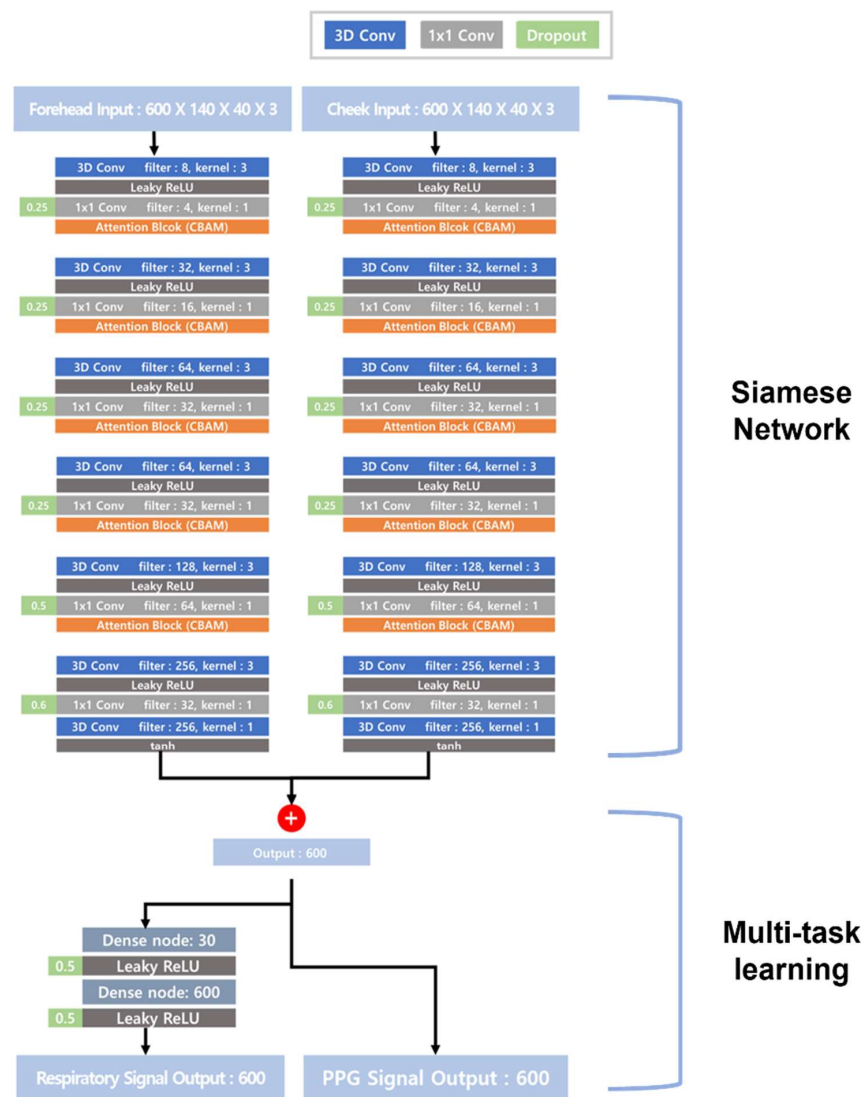 3D Conv 1x1 Conv Dropout
Forehead Input : 600 X 140 X 40 X 3
3D Conv filter : 8, kernel : 3
Leaky ReLU
0.25 1x1 Conv filter : 4, kernel : 1
Attention Blcok (CBAM)
3D Conv filter : 32, kernel : 3
Leaky ReLU
0.25 1x1 Conv filter : 16, kernel : 1
Attention Block (CBAM)
3D Conv filter : 64, kernel : 3
Leaky ReLU
0.25 1x1 Conv filter : 32, kernel : 1
Attention Block (CBAM)
3D Conv filter : 64, kernel : 3
Leaky ReLU
0.25 1x1 Conv filter : 32, kernel : 1
Attention Block (CBAM)
3D Conv filter : 128, kernel : 3
Leaky ReLU
0.5 1x1 Conv filter : 64, kernel : 1
Attention Block (CBAM)
3D Conv filter : 256, kernel : 3
Leaky ReLU
0.6 1x1 Conv filter : 32, kernel : 1
3D Conv filter : 256, kernel : 1
tanh
Cheek Input : 600 X 140 X 40 X 3
3D Conv filter : 8, kernel : 3
Leaky ReLU
0.25 1x1 Conv filter : 4, kernel : 1
Attention Blcok (CBAM)
3D Conv filter : 32, kernel : 3
Leaky ReLU
0.25 1x1 Conv filter : 16, kernel : 1
Attention Block (CBAM)
3D Conv filter : 64, kernel : 3
Leaky ReLU
0.25 1x1 Conv filter : 32, kernel : 1
Attention Block (CBAM)
3D Conv filter : 64, kernel : 3
Leaky ReLU
0.25 1x1 Conv filter : 32, kernel : 1
Attention Block (CBAM)
3D Conv filter : 128, kernel : 3
Leaky ReLU
0.5 1x1 Conv filter : 64, kernel : 1
Attention Block (CBAM)
3D Conv filter : 256, kernel : 3
Leaky ReLU
0.6 1x1 Conv filter : 32, kernel : 1
3D Conv filter : 256, kernel : 1
tanh
Siamese
Network
+
Output : 600
Dense node: 30
0.5 Leaky ReLU
Dense node: 600
0.5 Leaky ReLU
Respiratory Signal Output : 600
PPG Signal Output : 600
Multi-task
learning